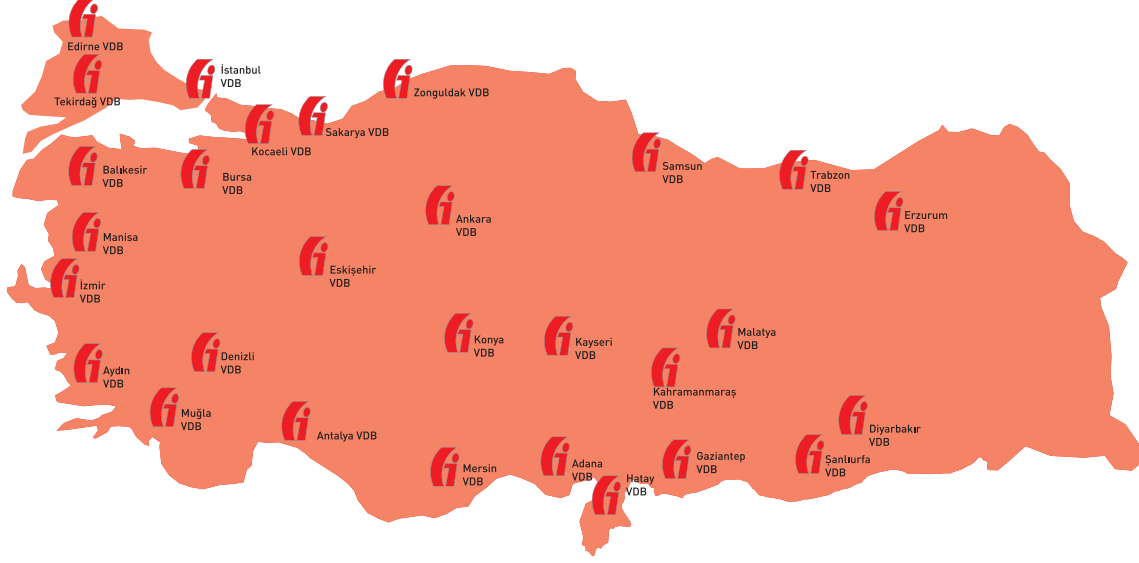 Edirne VDB
Tekirdağ VDB
İstanbul
VDB
Zonguldak VDB
Sakarya VDB
Kocaeli VDB
Samsun
VDB
Trabzon
VDB
Balıkesir
VDB
Bursa
VDB
Ankara
VDB
Erzurum
VDB
Manisa
VDB
Eskişehir
VDB
İzmir
VDB
Konya
VDB
Kayseri
VDB
Malatya
VDB
Denizli
VDB
Aydın
VDB
Kahramanmaraş
VDB
Muğla
VDB
Antalya VDB
Diyarbakır
VDB
Mersin
VDB
Adana
VDB
Gaziantep
VDB
Şanlıurfa
VDB
Hatay
VDB